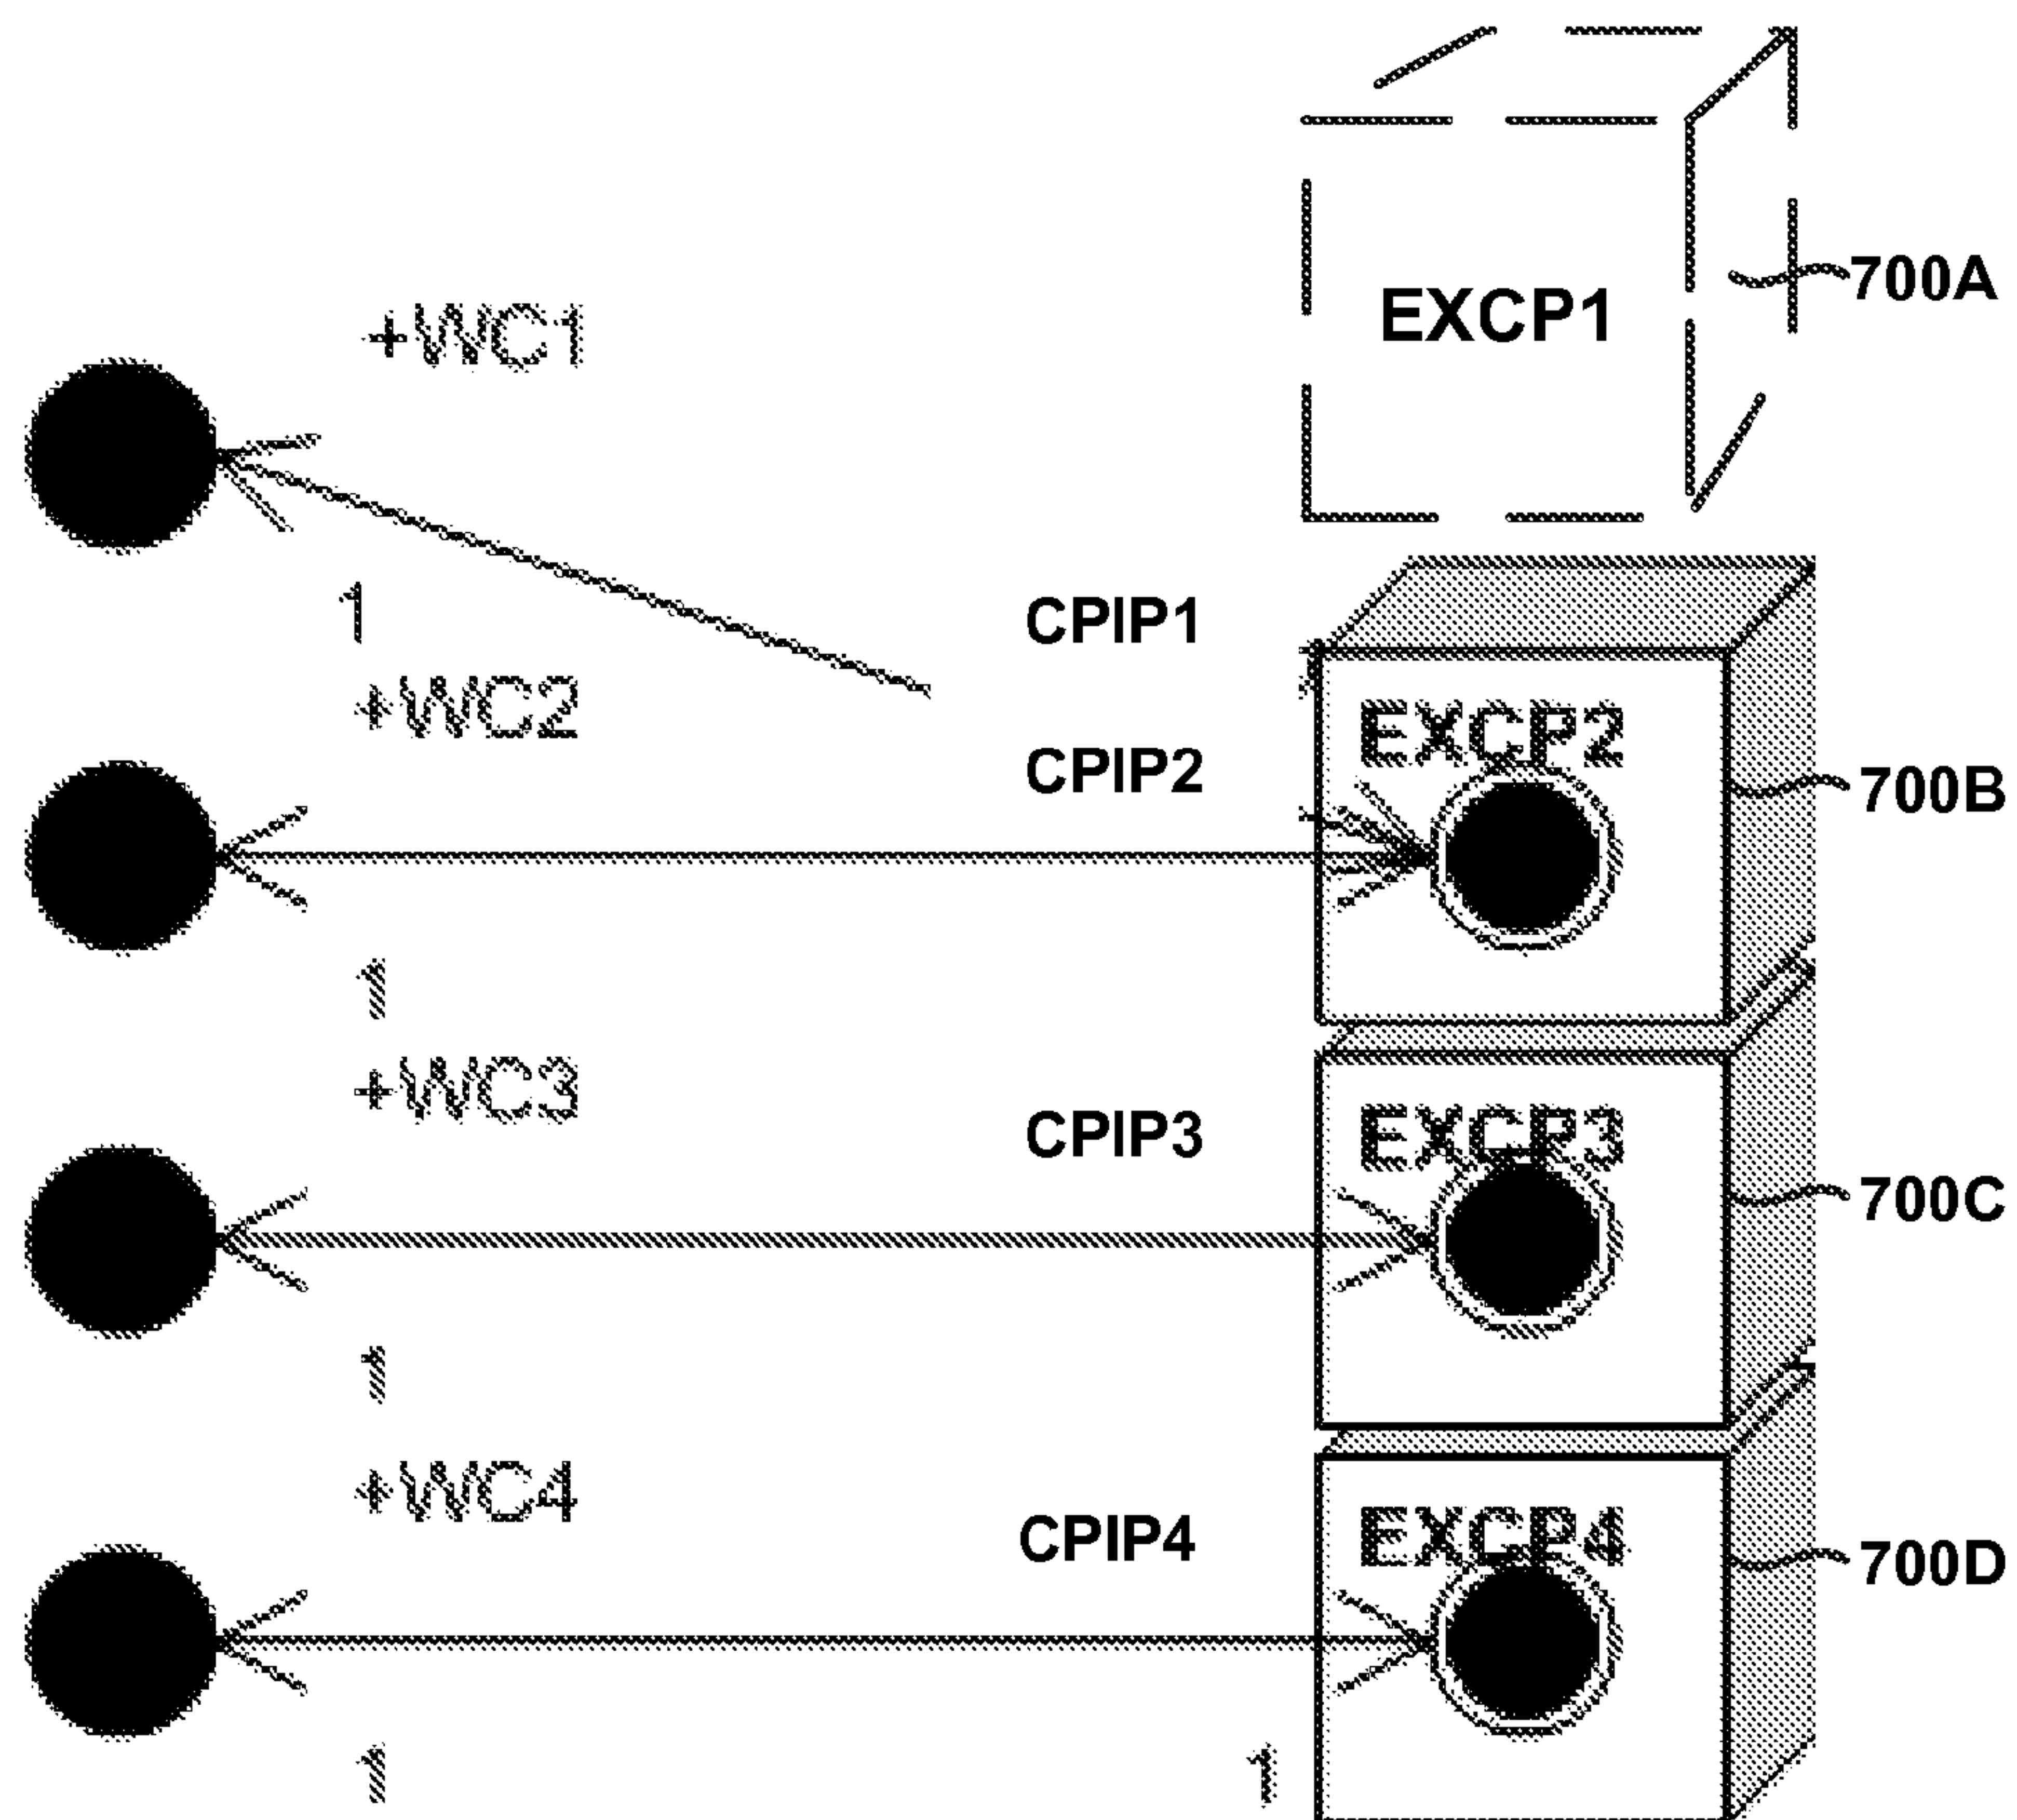 700A
EXCP1
+WC1
1
CPIP1
+WC2
EXCP2
CPIP2
700B
1
+WC3
EXCP3
CPIP3
700C
1
+WC4
EXCP4
CPIP4
700D
1
1